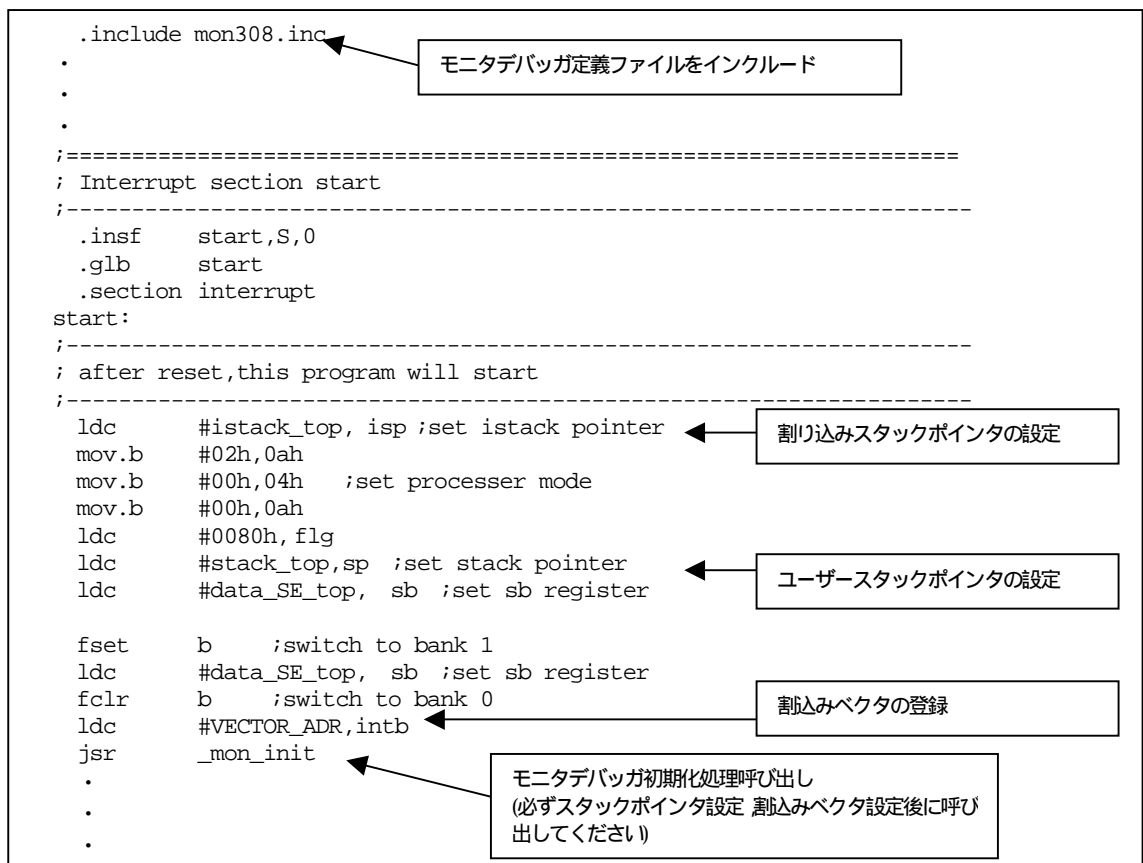 .include mon308.inc
モニタデバッガ定義ファイルをインクルード
.
.
.
;====================================================================
; Interrupt section start
;---------------------------------------------------------------------
.insf start,S,0
.glb start
.section interrupt
start:
;---------------------------------------------------------------------
; after reset,this program will start
;---------------------------------------------------------------------
ldc #istack_top, isp ;set istack pointer
割り込みスタックポインタの設定
mov.b #02h,0ah
mov.b #00h,04h ;set processer mode
mov.b #00h,0ah
ldc #0080h,flg
ldc #stack_top,sp ;set stack pointer
ユーザースタックポインタの設定
ldc #data_SE_top, sb ;set sb register
fset b ;switch to bank 1
ldc #data_SE_top, sb ;set sb register
fclr b ;switch to bank 0
割込みベクタの登録
ldc #VECTOR_ADR,intb
jsr _mon_init
モニタデバッガ初期化処理呼び出し
(必ずスタックポインタ設定,割込みベクタ設定後に呼び
出してください)
.
.
.